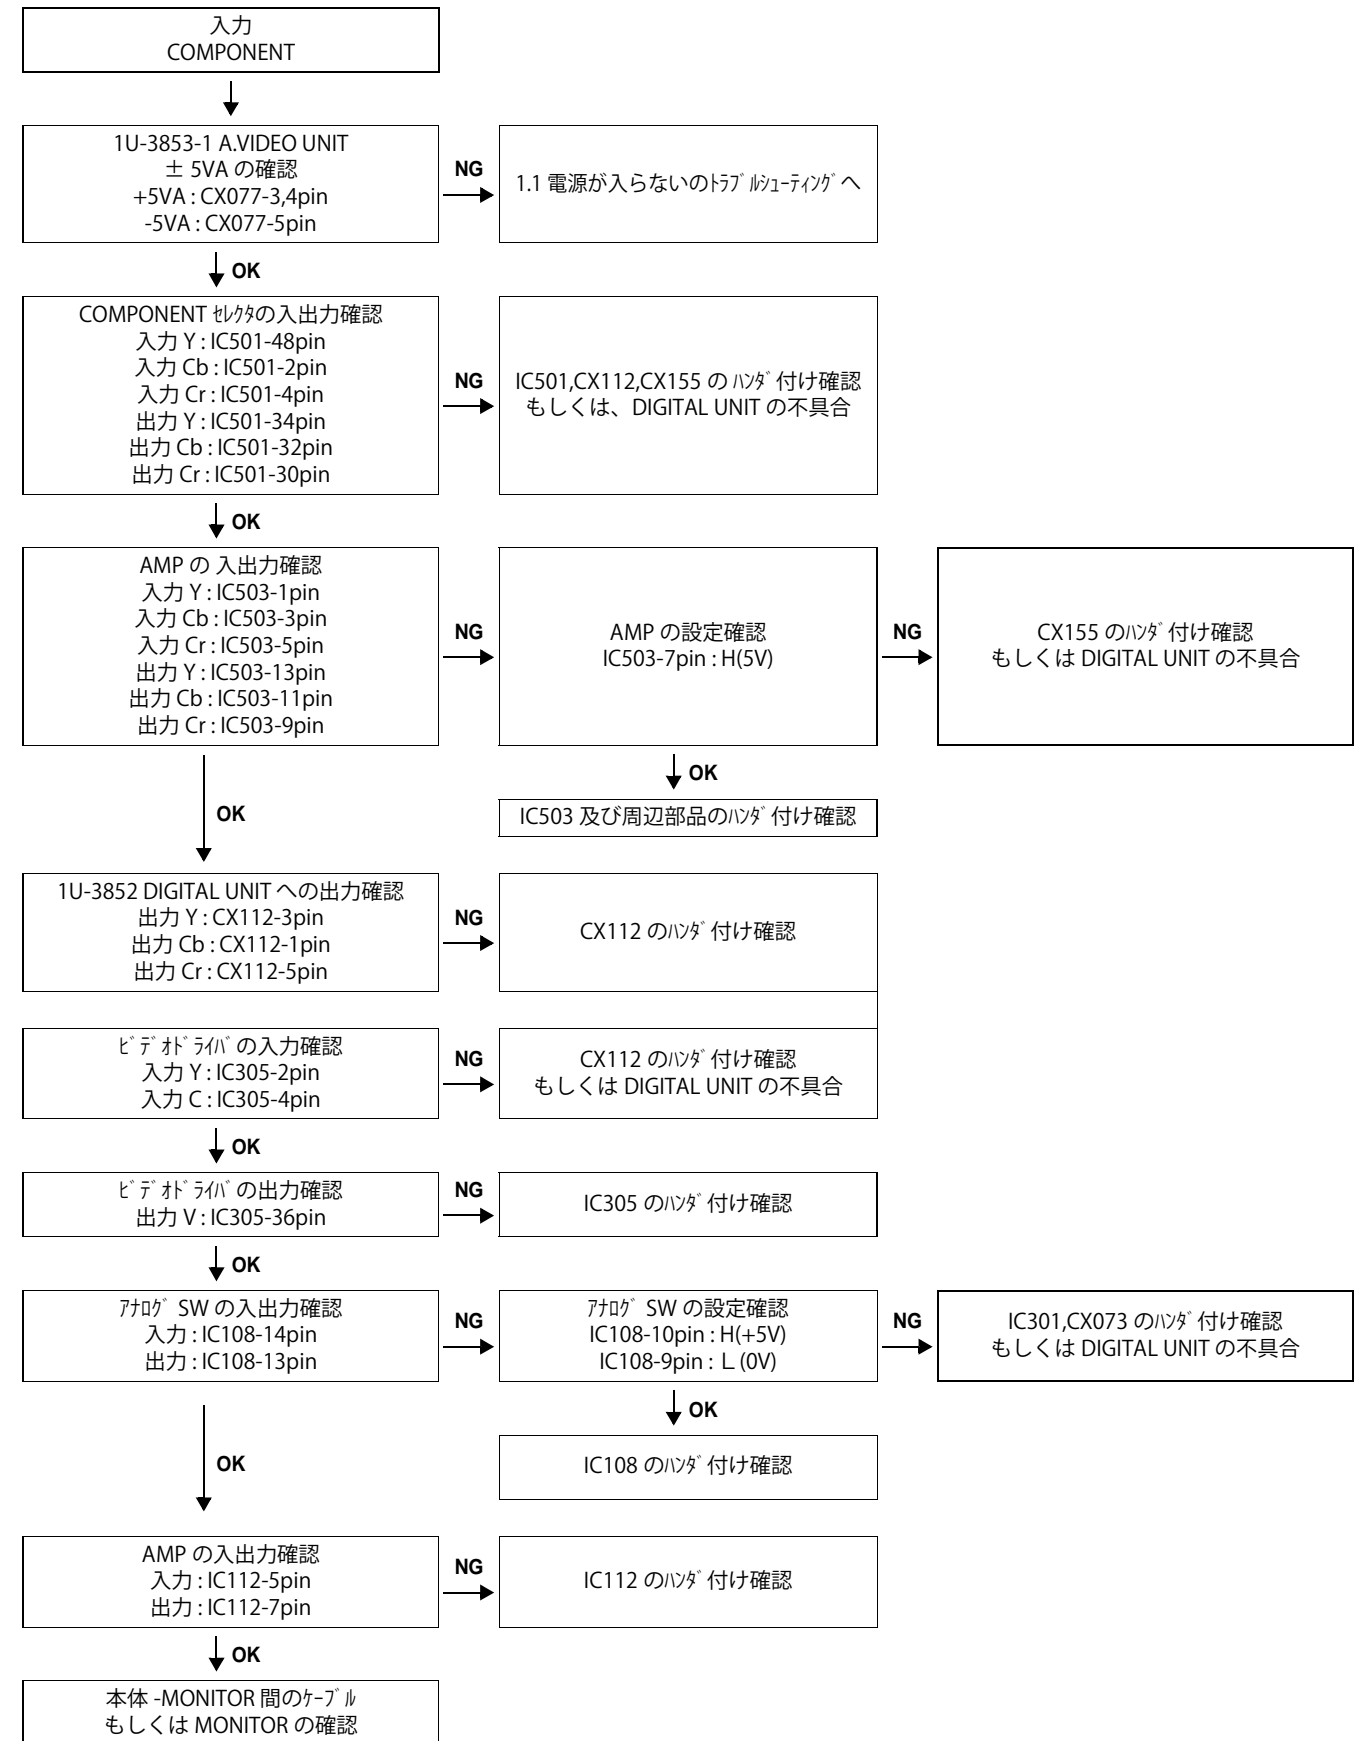 入力
COMPONENT
1U-3853-1 A.VIDEO UNIT
± 5VA の確認
+5VA : CX077-3,4pin
-5VA : CX077-5pin
NG
1.1 電源が入らないのﾄﾗﾌﾞﾙｼｭｰﾃｨﾝｸﾞへ
OK
COMPONENT ｾﾚｸﾀの入出力確認
入力 Y : IC501-48pin
入力 Cb : IC501-2pin
入力 Cr : IC501-4pin
出力 Y : IC501-34pin
出力 Cb : IC501-32pin
出力 Cr : IC501-30pin
NG
IC501,CX112,CX155 の ﾊﾝﾀﾞ付け確認
もしくは、DIGITAL UNIT の不具合
OK
AMP の 入出力確認
入力 Y : IC503-1pin
入力 Cb : IC503-3pin
入力 Cr : IC503-5pin
出力 Y : IC503-13pin
出力 Cb : IC503-11pin
出力 Cr : IC503-9pin
NG
AMP の設定確認
IC503-7pin : H(5V)
NG
CX155 のﾊﾝﾀﾞ付け確認
もしくは DIGITAL UNIT の不具合
OK
IC503 及び周辺部品のﾊﾝﾀﾞ付け確認
OK
1U-3852 DIGITAL UNIT への出力確認
出力 Y : CX112-3pin
出力 Cb : CX112-1pin
出力 Cr : CX112-5pin
NG
CX112 のﾊﾝﾀﾞ付け確認
ﾋﾞﾃﾞｵﾄﾞﾗｲﾊﾞの入力確認
入力 Y : IC305-2pin
入力 C : IC305-4pin
NG
CX112 のﾊﾝﾀﾞ付け確認
もしくは DIGITAL UNIT の不具合
OK
ﾋﾞﾃﾞｵﾄﾞﾗｲﾊﾞの出力確認
出力 V : IC305-36pin
NG
IC305 のﾊﾝﾀﾞ付け確認
OK
ｱﾅﾛｸﾞ SW の入出力確認
入力 : IC108-14pin
出力 : IC108-13pin
NG
ｱﾅﾛｸﾞ SW の設定確認
IC108-10pin : H(+5V)
IC108-9pin : Ｌ(0V)
NG
IC301,CX073 のﾊﾝﾀﾞ付け確認
もしくは DIGITAL UNIT の不具合
OK
IC108 のﾊﾝﾀﾞ付け確認
OK
AMP の入出力確認
入力 : IC112-5pin
出力 : IC112-7pin
NG
IC112 のﾊﾝﾀﾞ付け確認
OK
本体 -MONITOR 間のｹｰﾌﾞﾙ
もしくは MONITOR の確認